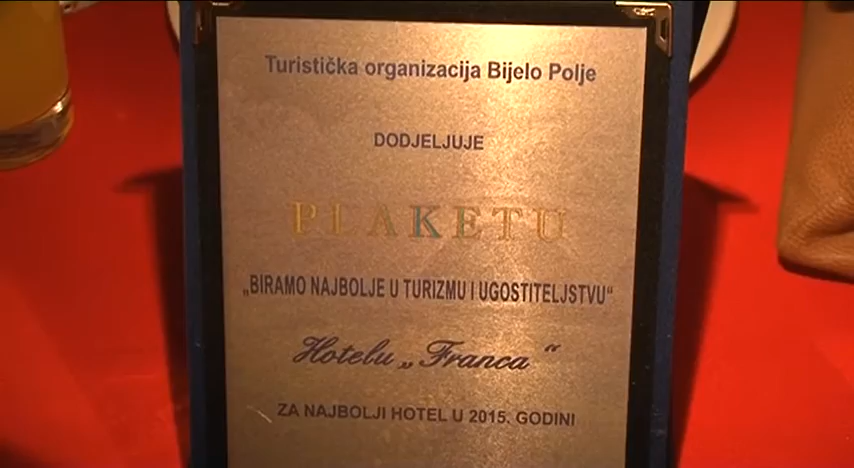 Turistička organizacija Bijelo Polje
DODJELJUJE
PLAKETU
„BIRAMO NAJBOLJE U TURIZMU I UGOSTITELJSTVU“
Hotelu „ Franca “
ZA NAJBOLJI HOTEL U 2015. GODINI